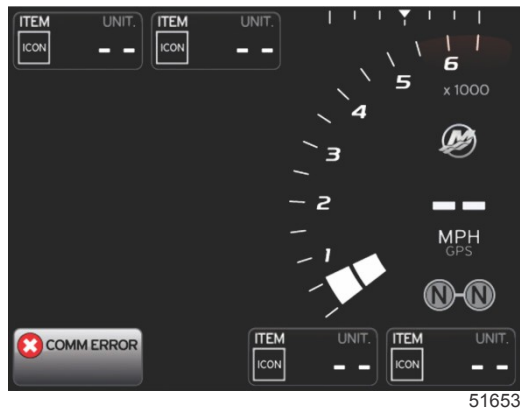 ITEM UNIT. ITEM UNIT.
ICON -- ICON --
6
5
x 1000
4
3
2
--
MPH
GPS
1
N-N
COMM ERROR
ITEM UNIT. ITEM UNIT.
ICON -- ICON --
51653